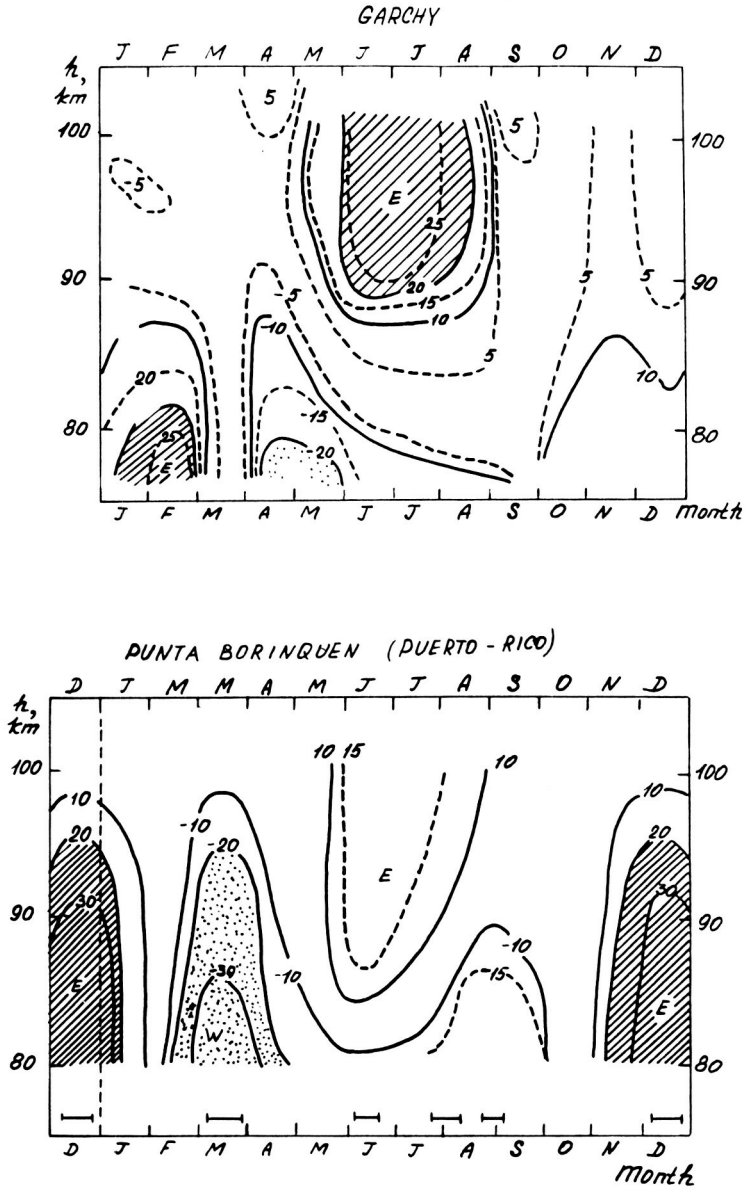 GARCHY
J F M A M J J A S O N D
h, km
100 100
90 90
80 80
5
5
-5
E
25
20
15
10
-5
-10
5
5
5
20
-15
10
25
-20
E
J F M A M J J A S O N D Month
PUNTA BORINQUEN (PUERTO-RICO)
D J M M A M J J A S O N D
h, km
100 100
90 90
80 80
10 15 10
10 10
-10
20 -20 20
E
30 30
-10
-10
-30
15
E W E
D J F M A M J J A S O N D
Month